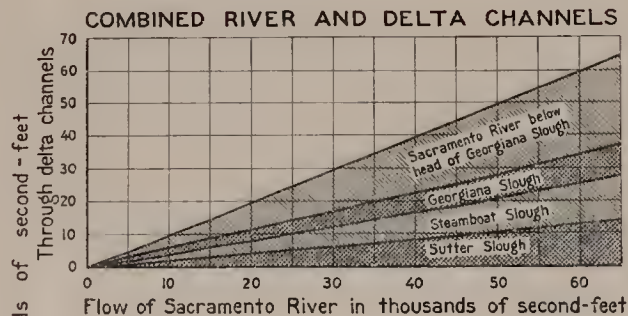 COMBINED RIVER AND DELTA CHANNELS
70
60
50
40
30
20
10
0
of second-feet
Through delta channels
Sacramento River below
head of Georgiana Slough
Georgiana Slough
Steamboat Slough
Sutter Slough
0 10 20 30 40 50 60
Flow of Sacramento River in thousands of second-feet